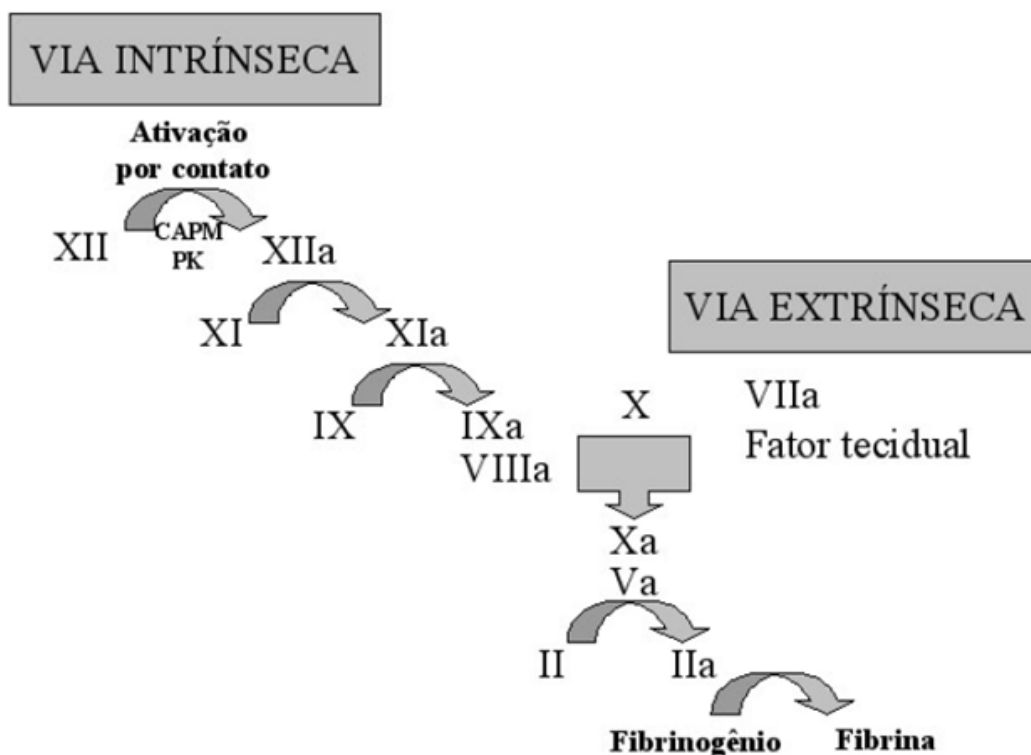 VIA INTRÍNSECA
Ativação
por contato
XII
CAPM
PK
XIIa
XI
XIa
IX
IXa
VIIIa
VIA EXTRÍNSECA
X
VIIa
Fator tecidual
Xa
Va
II
IIa
Fibrinogênio
Fibrina